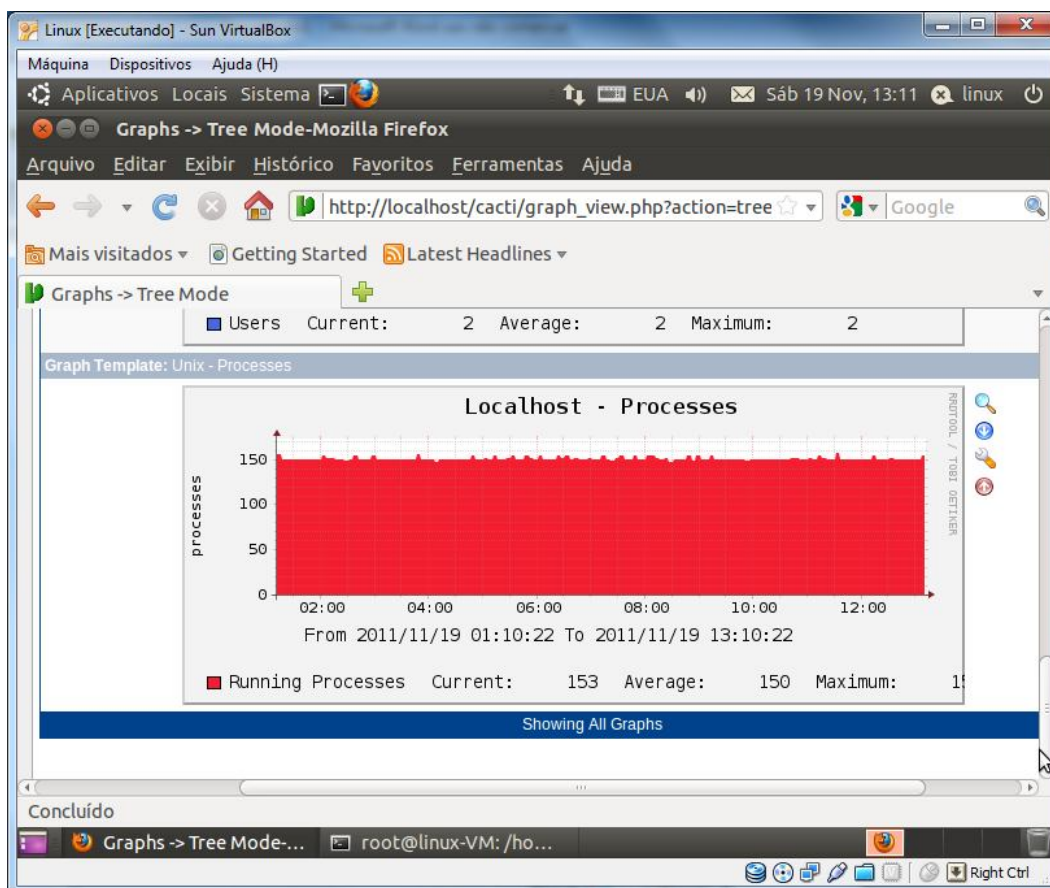 Linux [Executando] - Sun VirtualBox
Máquina Dispositivos Ajuda (H)
Aplicativos Locais Sistema EUA Sáb 19 Nov, 13:11 linux
Graphs -> Tree Mode-Mozilla Firefox
Arquivo Editar Exibir Histórico Favoritos Ferramentas Ajuda
http://localhost/cacti/graph_view.php?action=tree Google
Mais visitados Getting Started Latest Headlines
Graphs -> Tree Mode
Users Current: 2 Average: 2 Maximum: 2
Graph Template: Unix - Processes
Localhost - Processes
RRDTOOL / TOBI OETIKER
processes
150
100
50
0
02:00 04:00 06:00 08:00 10:00 12:00
From 2011/11/19 01:10:22 To 2011/11/19 13:10:22
Running Processes Current: 153 Average: 150 Maximum:
Showing All Graphs
Concluído
Graphs -> Tree Mode-... root@linux-VM: /ho...
Right Ctrl